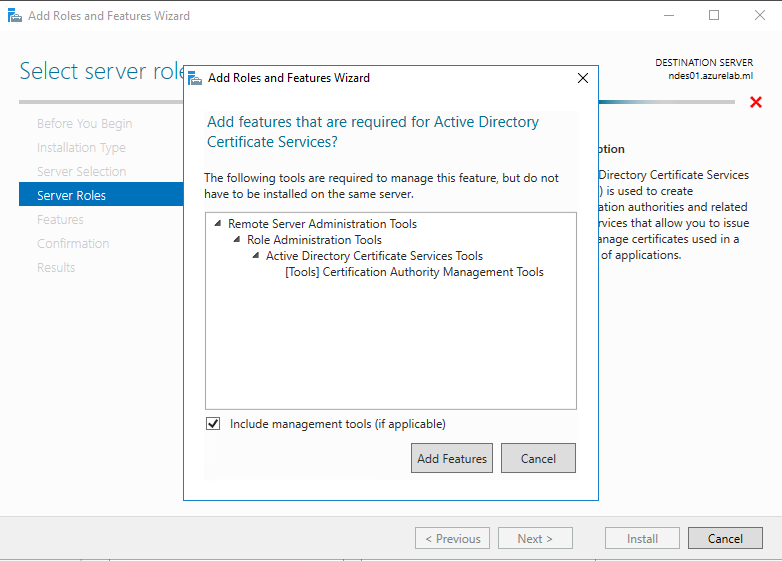 Add Roles and Features Wizard
Select server role
DESTINATION SERVER
ndes01.azurelab.ml
Before You Begin
Installation Type
Server Selection
Server Roles
Features
Confirmation
Results
Add Roles and Features Wizard
Add features that are required for Active Directory
Certificate Services?
The following tools are required to manage this feature, but do not
have to be installed on the same server.
Remote Server Administration Tools
Role Administration Tools
Active Directory Certificate Services Tools
[Tools] Certification Authority Management Tools
Include management tools (if applicable)
Add Features
Cancel
ption
Directory Certificate Services
) is used to create
ation authorities and related
rvices that allow you to issue
anage certificates used in a
of applications.
< Previous
Next >
Install
Cancel